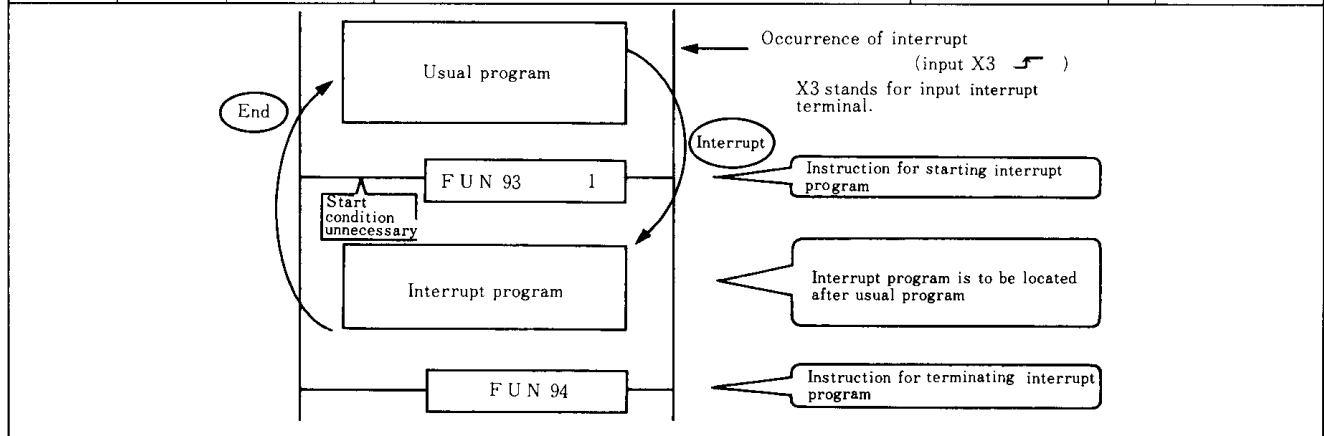 Usual program
Occurrence of interrupt
(input X3 )
X3 stands for input interrupt
terminal.
End
Interrupt
FUN 93 1
Instruction for starting interrupt
program
Start
condition
unnecessary
Interrupt program
Interrupt program is to be located
after usual program
FUN 94
Instruction for terminating interrupt
program